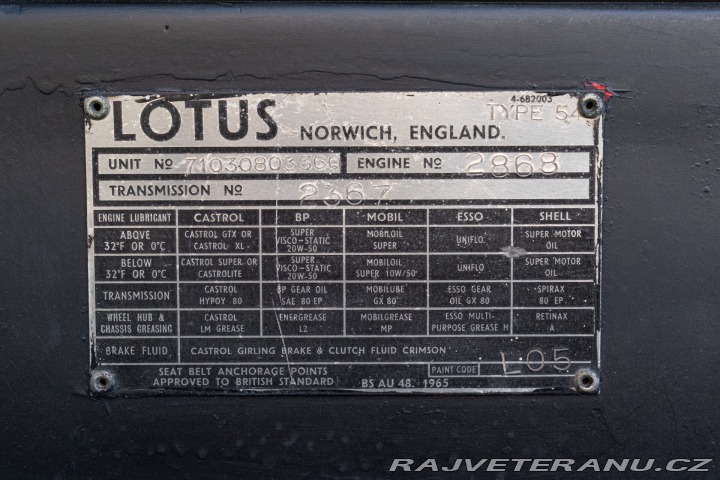 4-6B2003
LOTUS NORWICH, ENGLAND. TYPE 54
UNIT Nº ENGINE Nº 2868
TRANSMISSION Nº 2367
ENGINE LUBRICANT CASTROL BP MOBIL ESSO SHELL
ABOVE 32°F OR 0°C CASTROL GTX OR CASTROL XL SUPER VISCO-STATIC 20W-50 MOBILOIL SUPER UNIFLO SUPER MOTOR OIL
BELOW 32°F OR 0°C CASTROL SUPER OR CASTROLITE SUPER VISCO-STATIC 20W-50 MOBILOIL SUPER 10W/50 UNIFLO SUPER MOTOR OIL
TRANSMISSION CASTROL HYPOY 80 BP GEAR OIL SAE 80 EP MOBILUBE GX 80 ESSO GEAR OIL GX 80 SPIRAX 80 EP
WHEEL HUB & CHASSIS GREASING CASTROL LM GREASE ENERGREASE L2 MOBILGREASE MP ESSO MULTI-PURPOSE GREASE H RETINAX A
BRAKE FLUID CASTROL GIRLING BRAKE & CLUTCH FLUID CRIMSON
SEAT BELT ANCHORAGE POINTS
APPROVED TO BRITISH STANDARD BS AU 48. 1965 PAINT CODE L05
RAJVETERANU.CZ